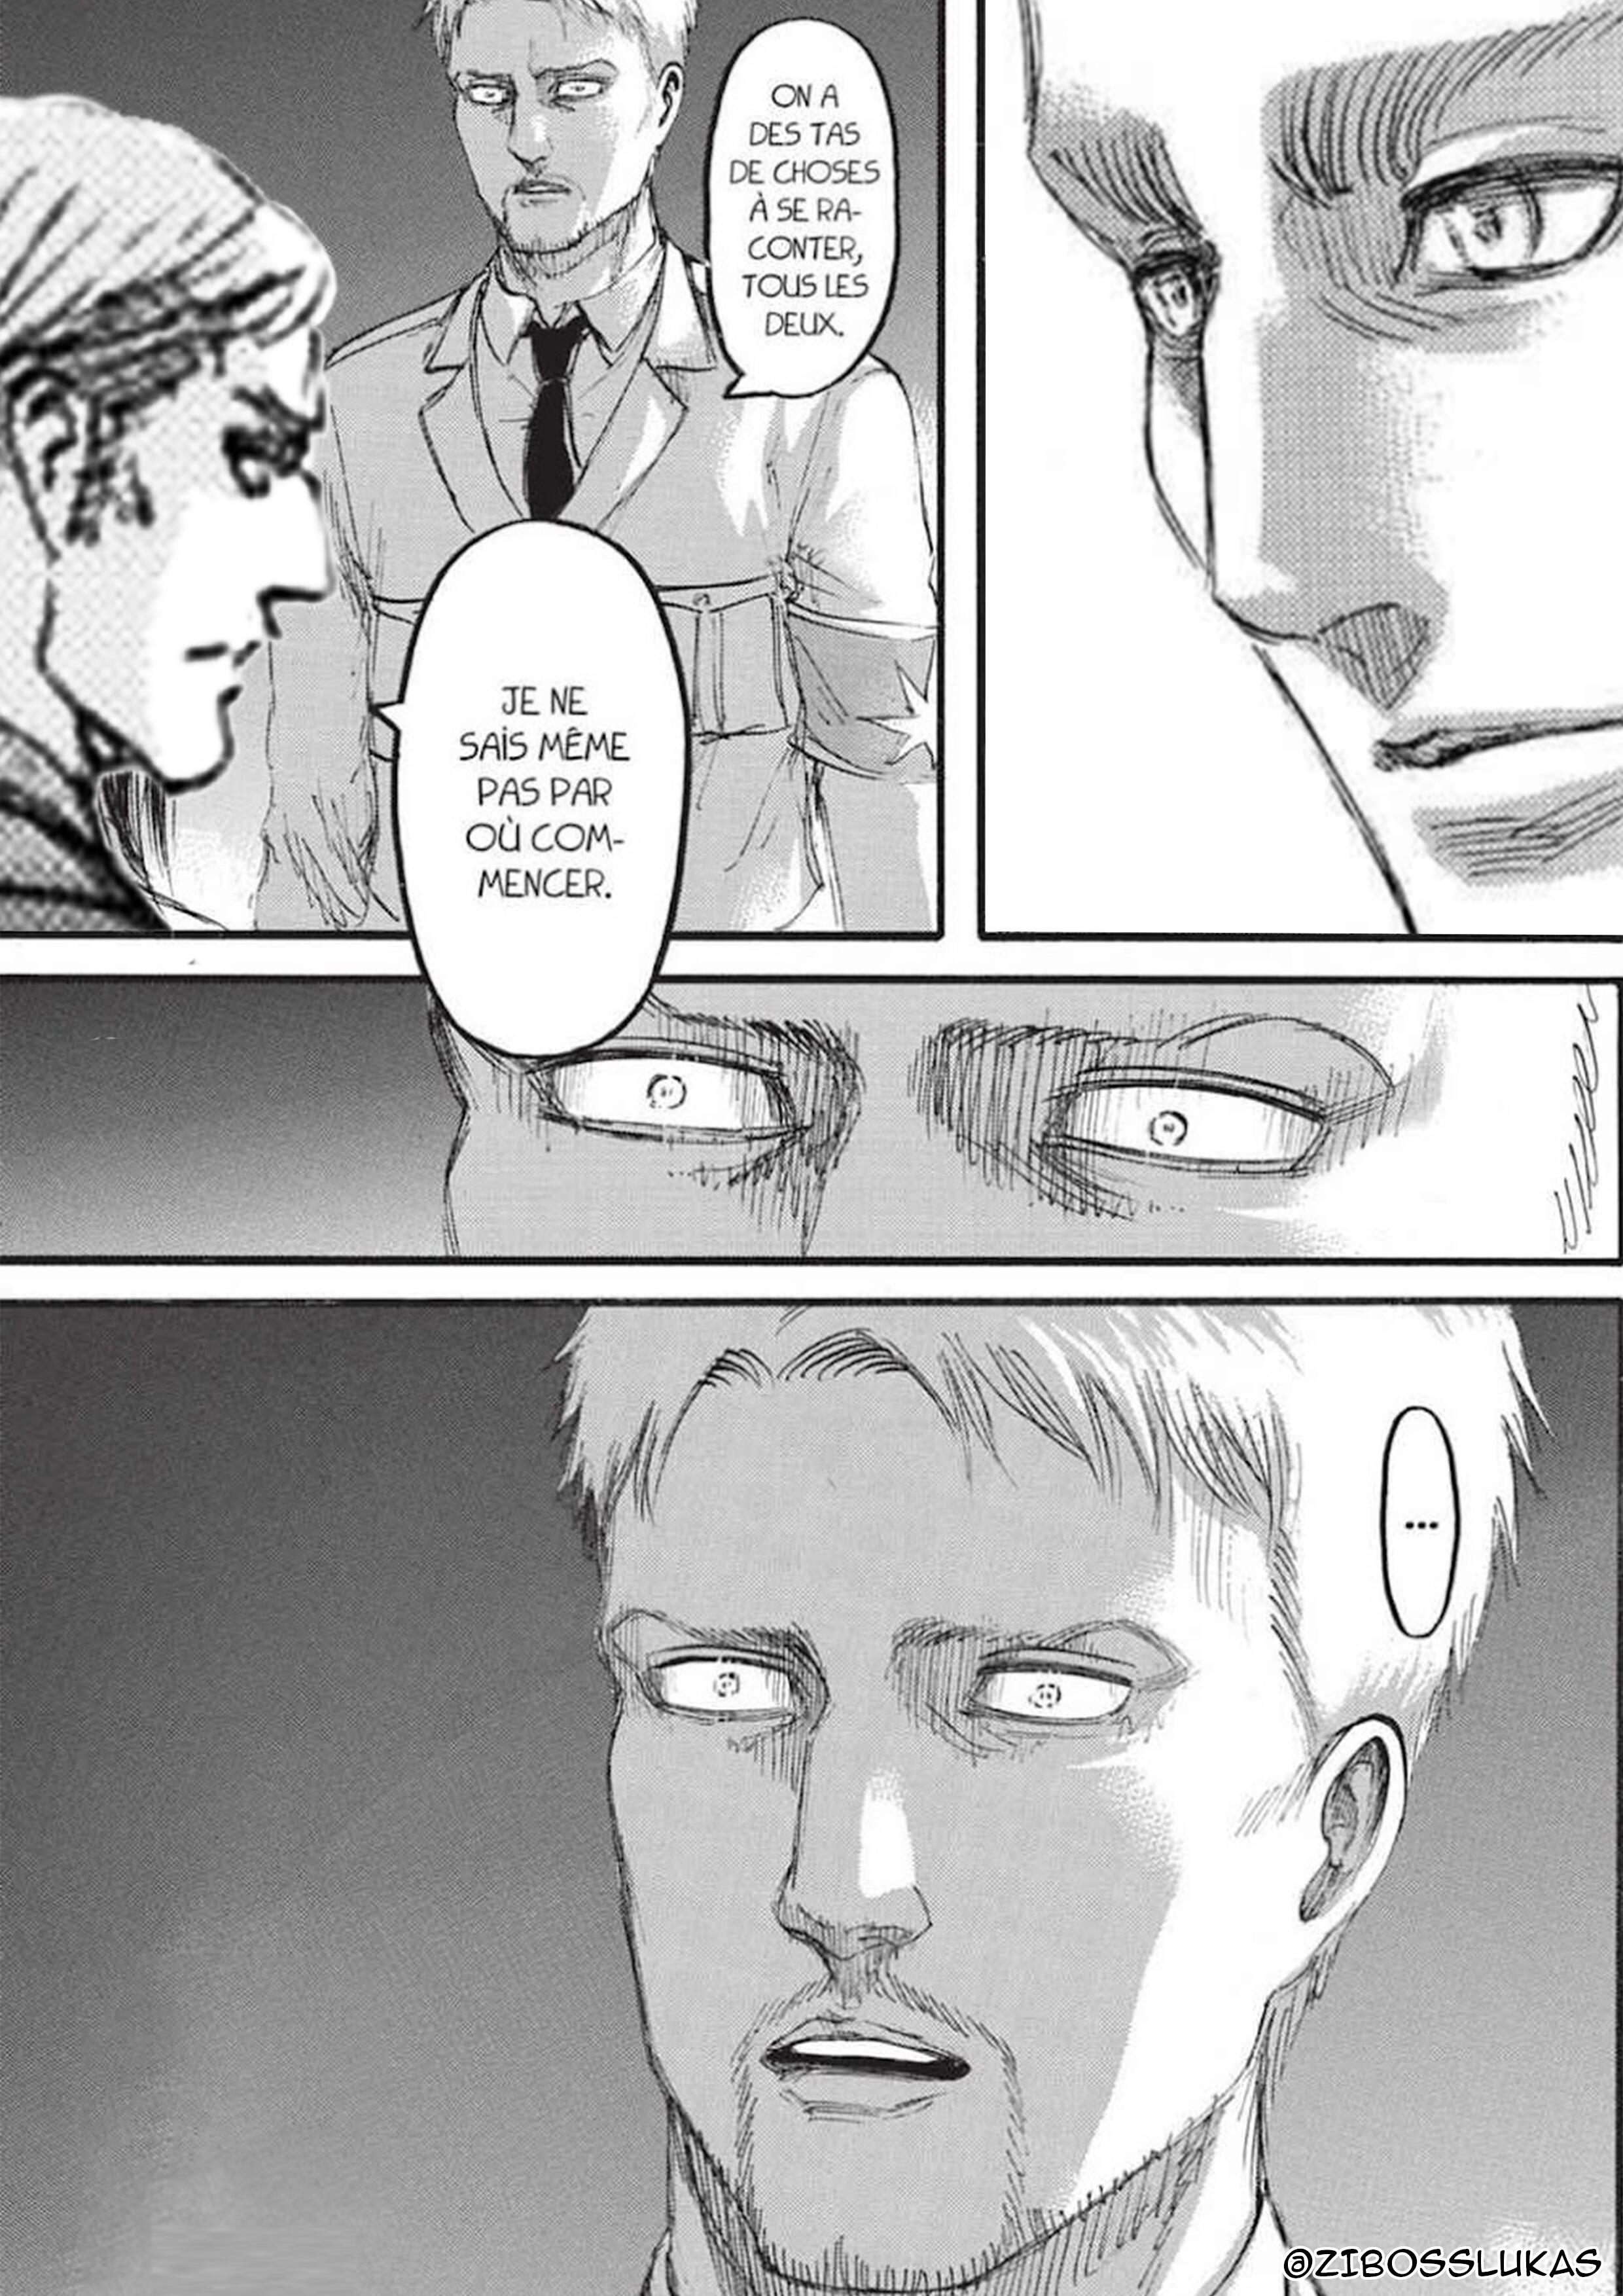 ON A
DES TAS
DE CHOSES
À SE RA-
CONTER,
TOUS LES
DEUX.
JE NE
SAIS MÊME
PAS PAR
OÙ COM-
MENCER.
...
@ZIBOSSLUKAS